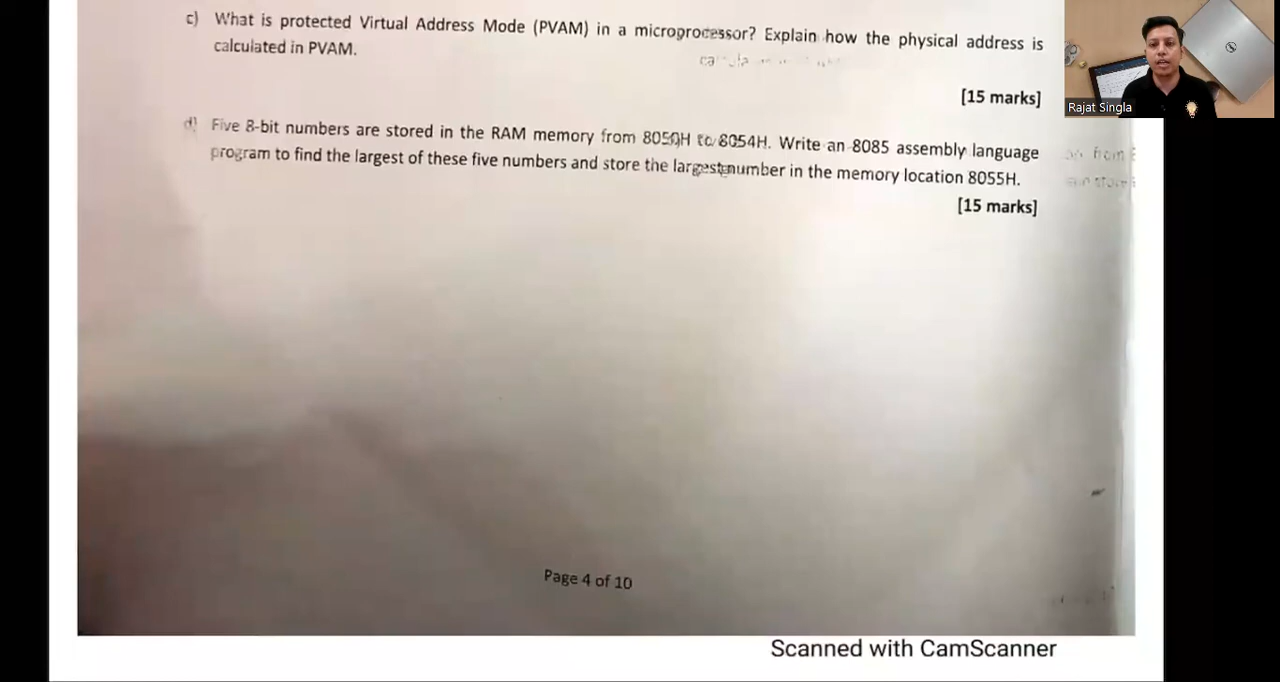 c) What is protected Virtual Address Mode (PVAM) in a microprocessor? Explain how the physical address is
calculated in PVAM.
[15 marks]
Rajat Singla
d) Five 8-bit numbers are stored in the RAM memory from 8050H to 8054H. Write an 8085 assembly language
program to find the largest of these five numbers and store the largest number in the memory location 8055H.
[15 marks]
Page 4 of 10
Scanned with CamScanner